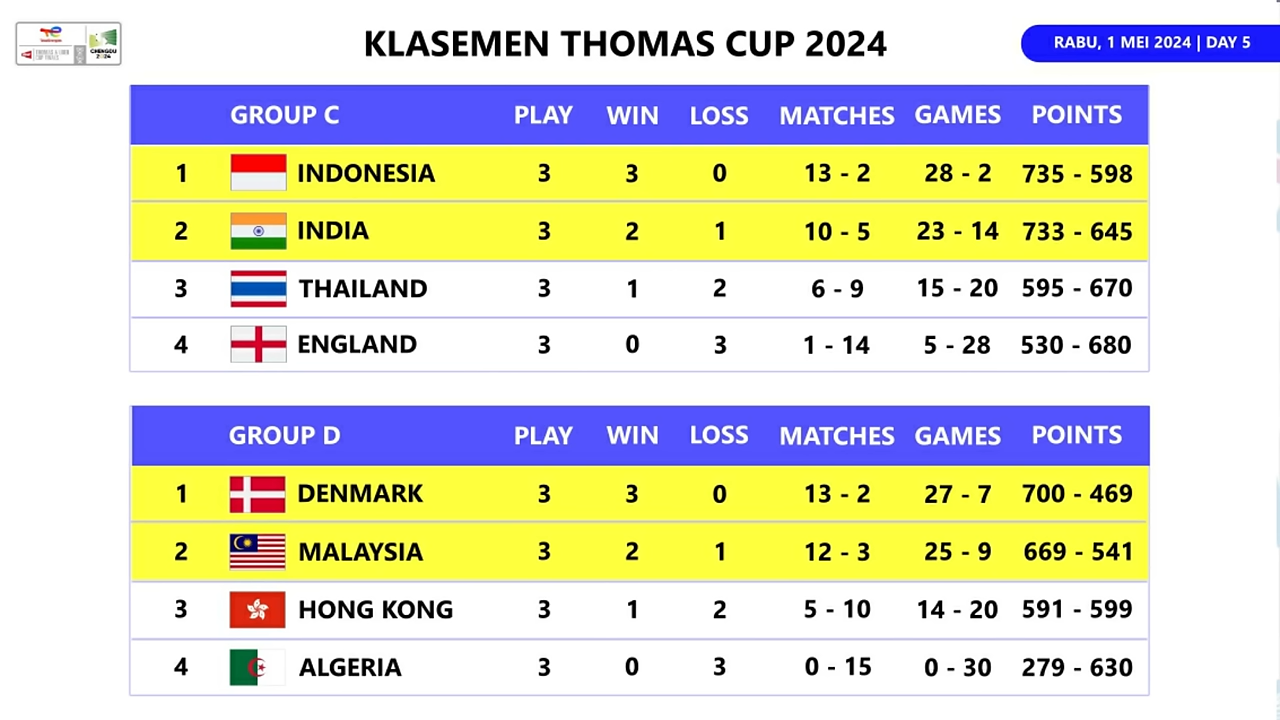 KLASEMEN THOMAS CUP 2024
RABU, 1 MEI 2024 | DAY 5
CHENGDU
2024
GROUP C PLAY WIN LOSS MATCHES GAMES POINTS
1 INDONESIA 3 3 0 13 - 2 28 - 2 735 - 598
2 INDIA 3 2 1 10 - 5 23 - 14 733 - 645
3 THAILAND 3 1 2 6 - 9 15 - 20 595 - 670
4 ENGLAND 3 0 3 1 - 14 5 - 28 530 - 680
GROUP D PLAY WIN LOSS MATCHES GAMES POINTS
1 DENMARK 3 3 0 13 - 2 27 - 7 700 - 469
2 MALAYSIA 3 2 1 12 - 3 25 - 9 669 - 541
3 HONG KONG 3 1 2 5 - 10 14 - 20 591 - 599
4 ALGERIA 3 0 3 0 - 15 0 - 30 279 - 630